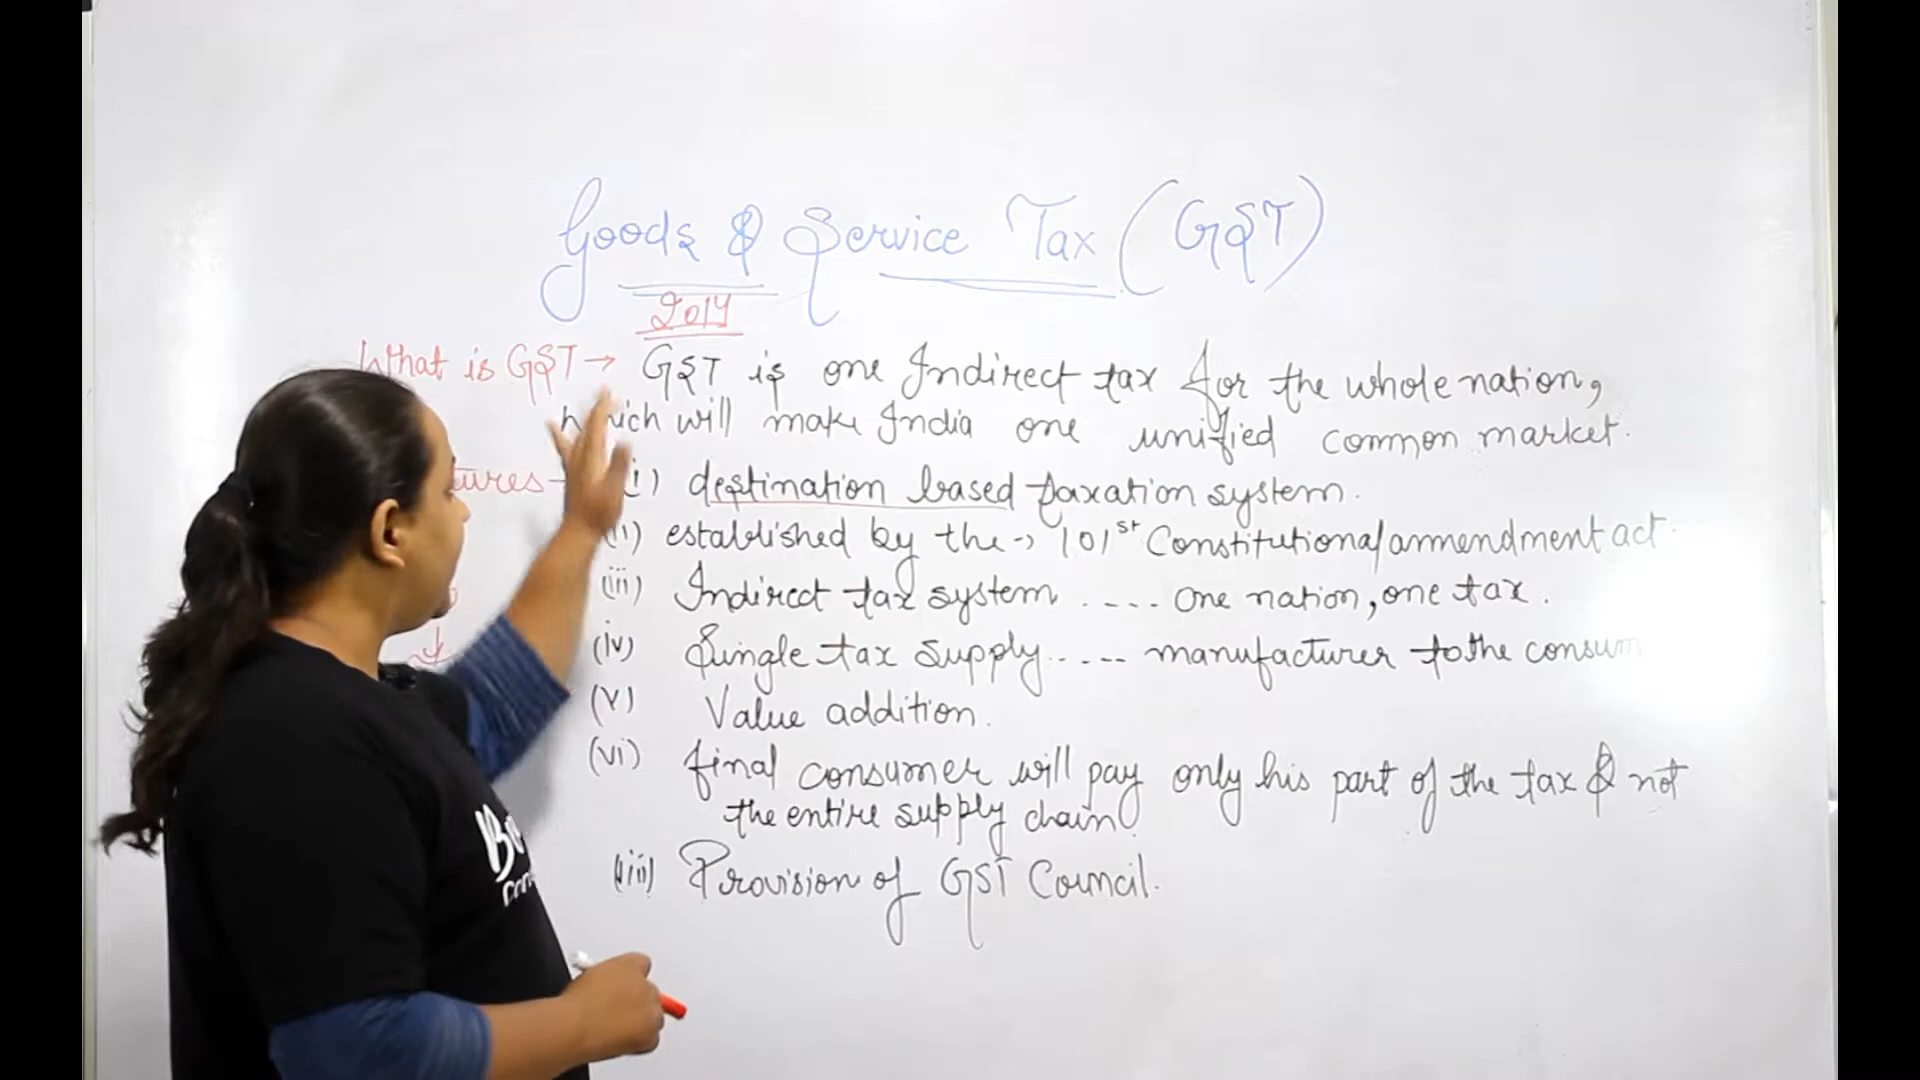 Goods & Service Tax (GST)
2014
What is GST → GST is one Indirect tax for the whole nation,
which will make India one unified common market.
(i) destination based taxation system.
(ii) established by the → 101st Constitutional ammendment act.
(iii) Indirect tax system .... One nation, one tax.
(iv) Single tax supply..... manufacturer to the consum
(v) Value addition.
(vi) final consumer will pay only his part of the tax & not
the entire supply chain.
Provision of GST Council.